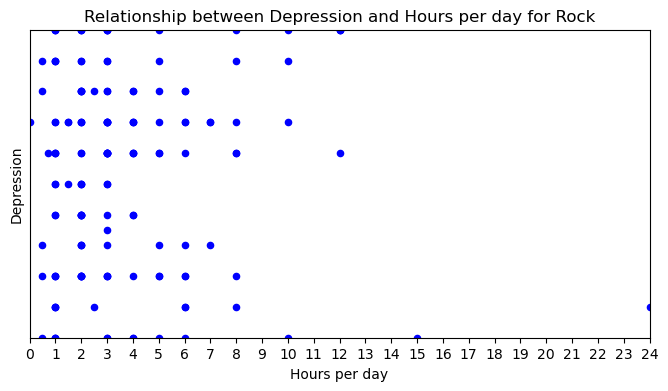 Relationship between Depression and Hours per day for Rock
Depression
0 1 2 3 4 5 6 7 8 9 10 11 12 13 14 15 16 17 18 19 20 21 22 23 24
Hours per day